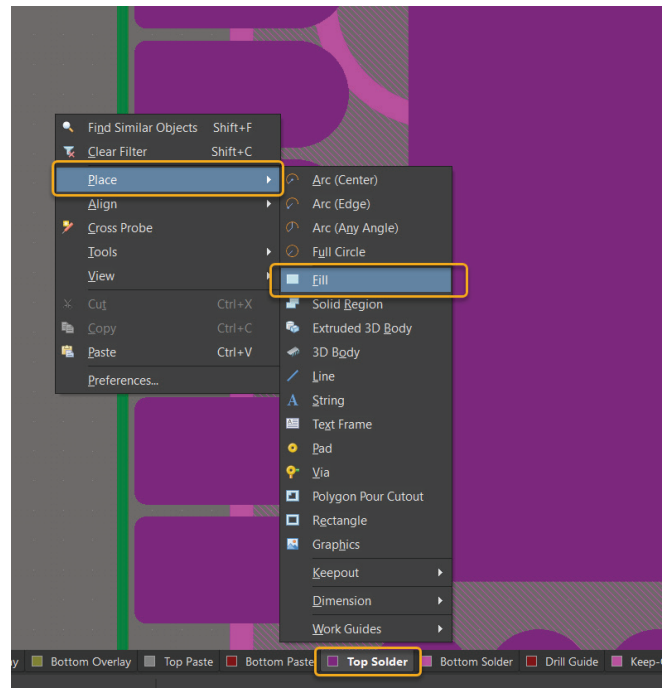 Find Similar Objects Shift+F
Clear Filter Shift+C
Place
Align
Cross Probe
Tools
View
Cut Ctrl+X
Copy Ctrl+C
Paste Ctrl+V
Preferences...
Arc (Center)
Arc (Edge)
Arc (Any Angle)
Full Circle
Fill
Solid Region
Extruded 3D Body
3D Body
Line
String
Text Frame
Pad
Via
Polygon Pour Cutout
Rectangle
Graphics
Keepout
Dimension
Work Guides
Bottom Overlay Top Paste Bottom Paste Top Solder Bottom Solder Drill Guide Keep-